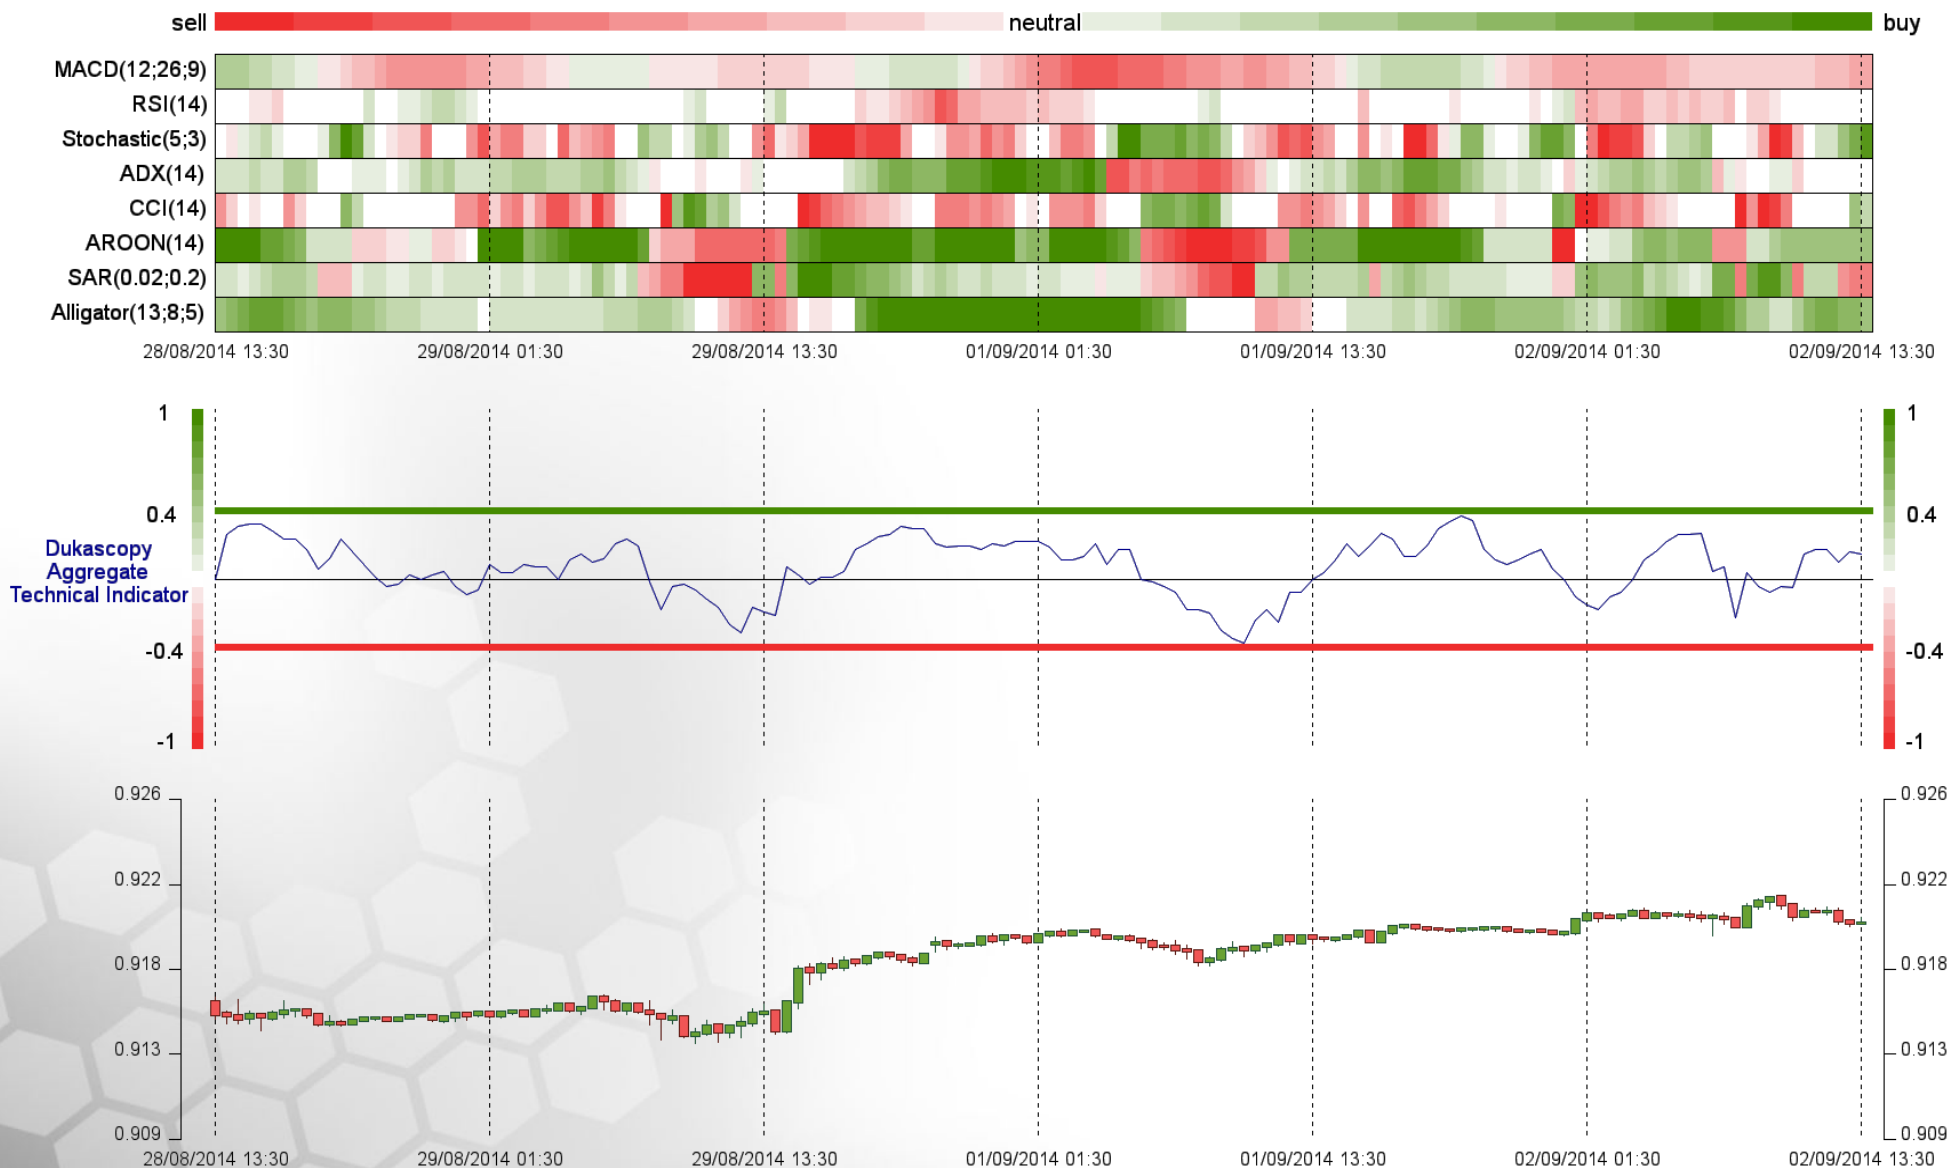 sell neutral buy
MACD(12;26;9)
RSI(14)
Stochastic(5;3)
ADX(14)
CCI(14)
AROON(14)
SAR(0.02;0.2)
Alligator(13;8;5)
28/08/2014 13:30 29/08/2014 01:30 29/08/2014 13:30 01/09/2014 01:30 01/09/2014 13:30 02/09/2014 01:30 02/09/2014 13:30
1 1
0.4 0.4
Dukascopy
Aggregate
Technical Indicator
-0.4 -0.4
-1 -1
0.926 0.926
0.922 0.922
0.918 0.918
0.913 0.913
0.909 0.909
28/08/2014 13:30 29/08/2014 01:30 29/08/2014 13:30 01/09/2014 01:30 01/09/2014 13:30 02/09/2014 01:30 02/09/2014 13:30